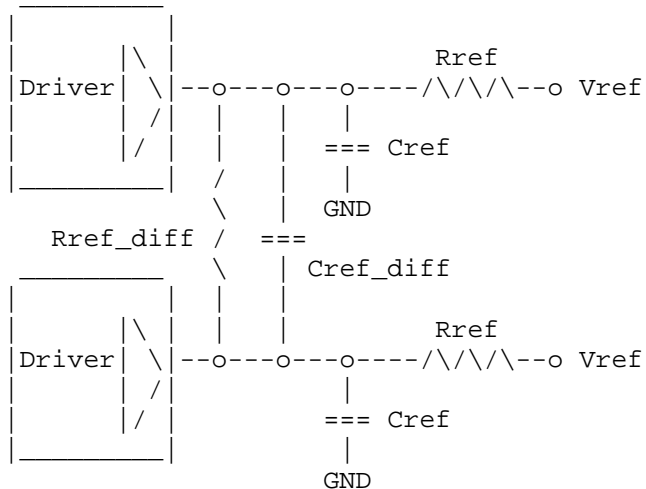 Rref
Driver Vref
Cref
GND
Rref_diff
Cref_diff
Rref
Driver Vref
Cref
GND